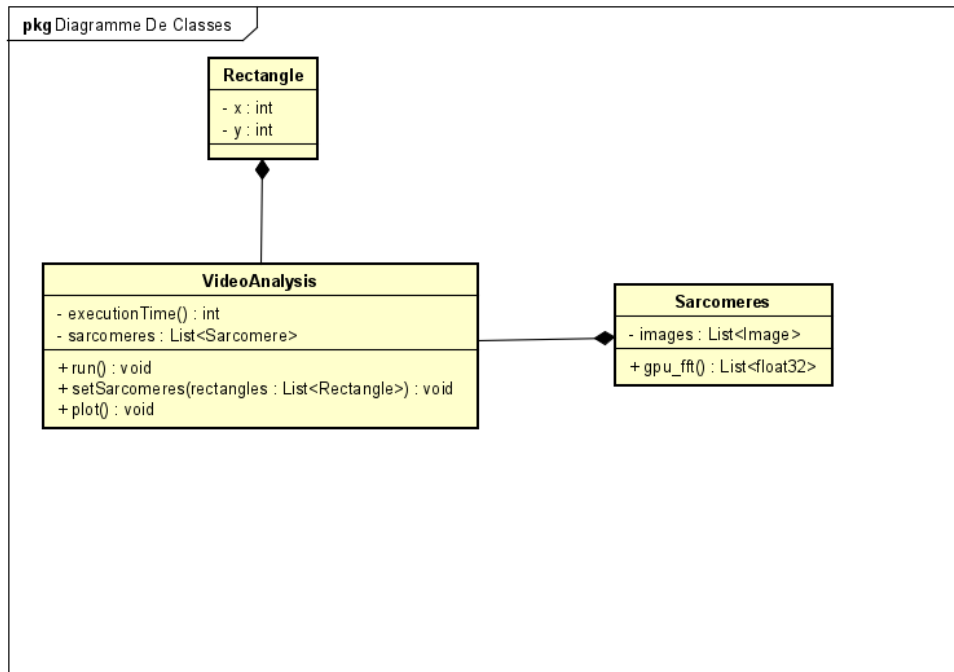 pkg Diagramme De Classes
Rectangle
- x : int
- y : int
VideoAnalysis
- executionTime() : int
- sarcomeres : List<Sarcomere>
+ run() : void
+ setSarcomeres(rectangles : List<Rectangle>) : void
+ plot() : void
Sarcomeres
- images : List<Image>
+ gpu_fft() : List<float32>